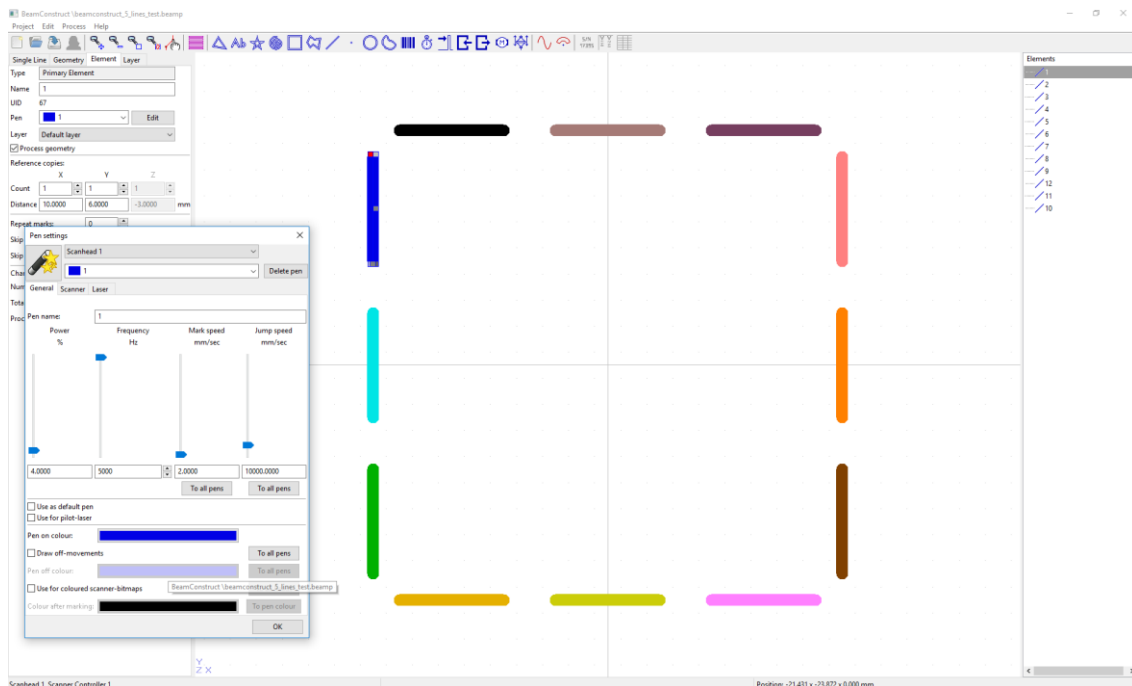 BeamConstruct \beamconstruct_5_lines_test.beamp
Project Edit Process Help
Single Line Geometry Element Layer
Type Primary Element
Name 1
UID 67
Pen 1 Edit
Layer Default layer
Process geometry
Reference copies:
X Y Z
Count 1 1 1
Distance 10.0000 6.0000 -3.0000 mm
Repeat marks: 0
Skip
Skip
Char
Num
Tota
Proc
Pen settings
Scanhead 1
1 Delete pen
General Scanner Laser
Pen name: 1
Power Frequency Mark speed Jump speed
% Hz mm/sec mm/sec
4.0000 5000 2.0000 10000.0000
To all pens To all pens
Use as default pen
Use for pilot-laser
Pen on colour:
Draw off-movements To all pens
Pen off colour: To all pens
Use for coloured scanner-bitmaps
BeamConstruct \beamconstruct_5_lines_test.beamp
Colour after marking: To pen colour
OK
Y
Z X
Elements
1
2
3
4
5
6
7
8
9
12
11
10
Scanhead 1, Scanner Controller 1
Position: -21.431 x -23.872 x 0.000 mm